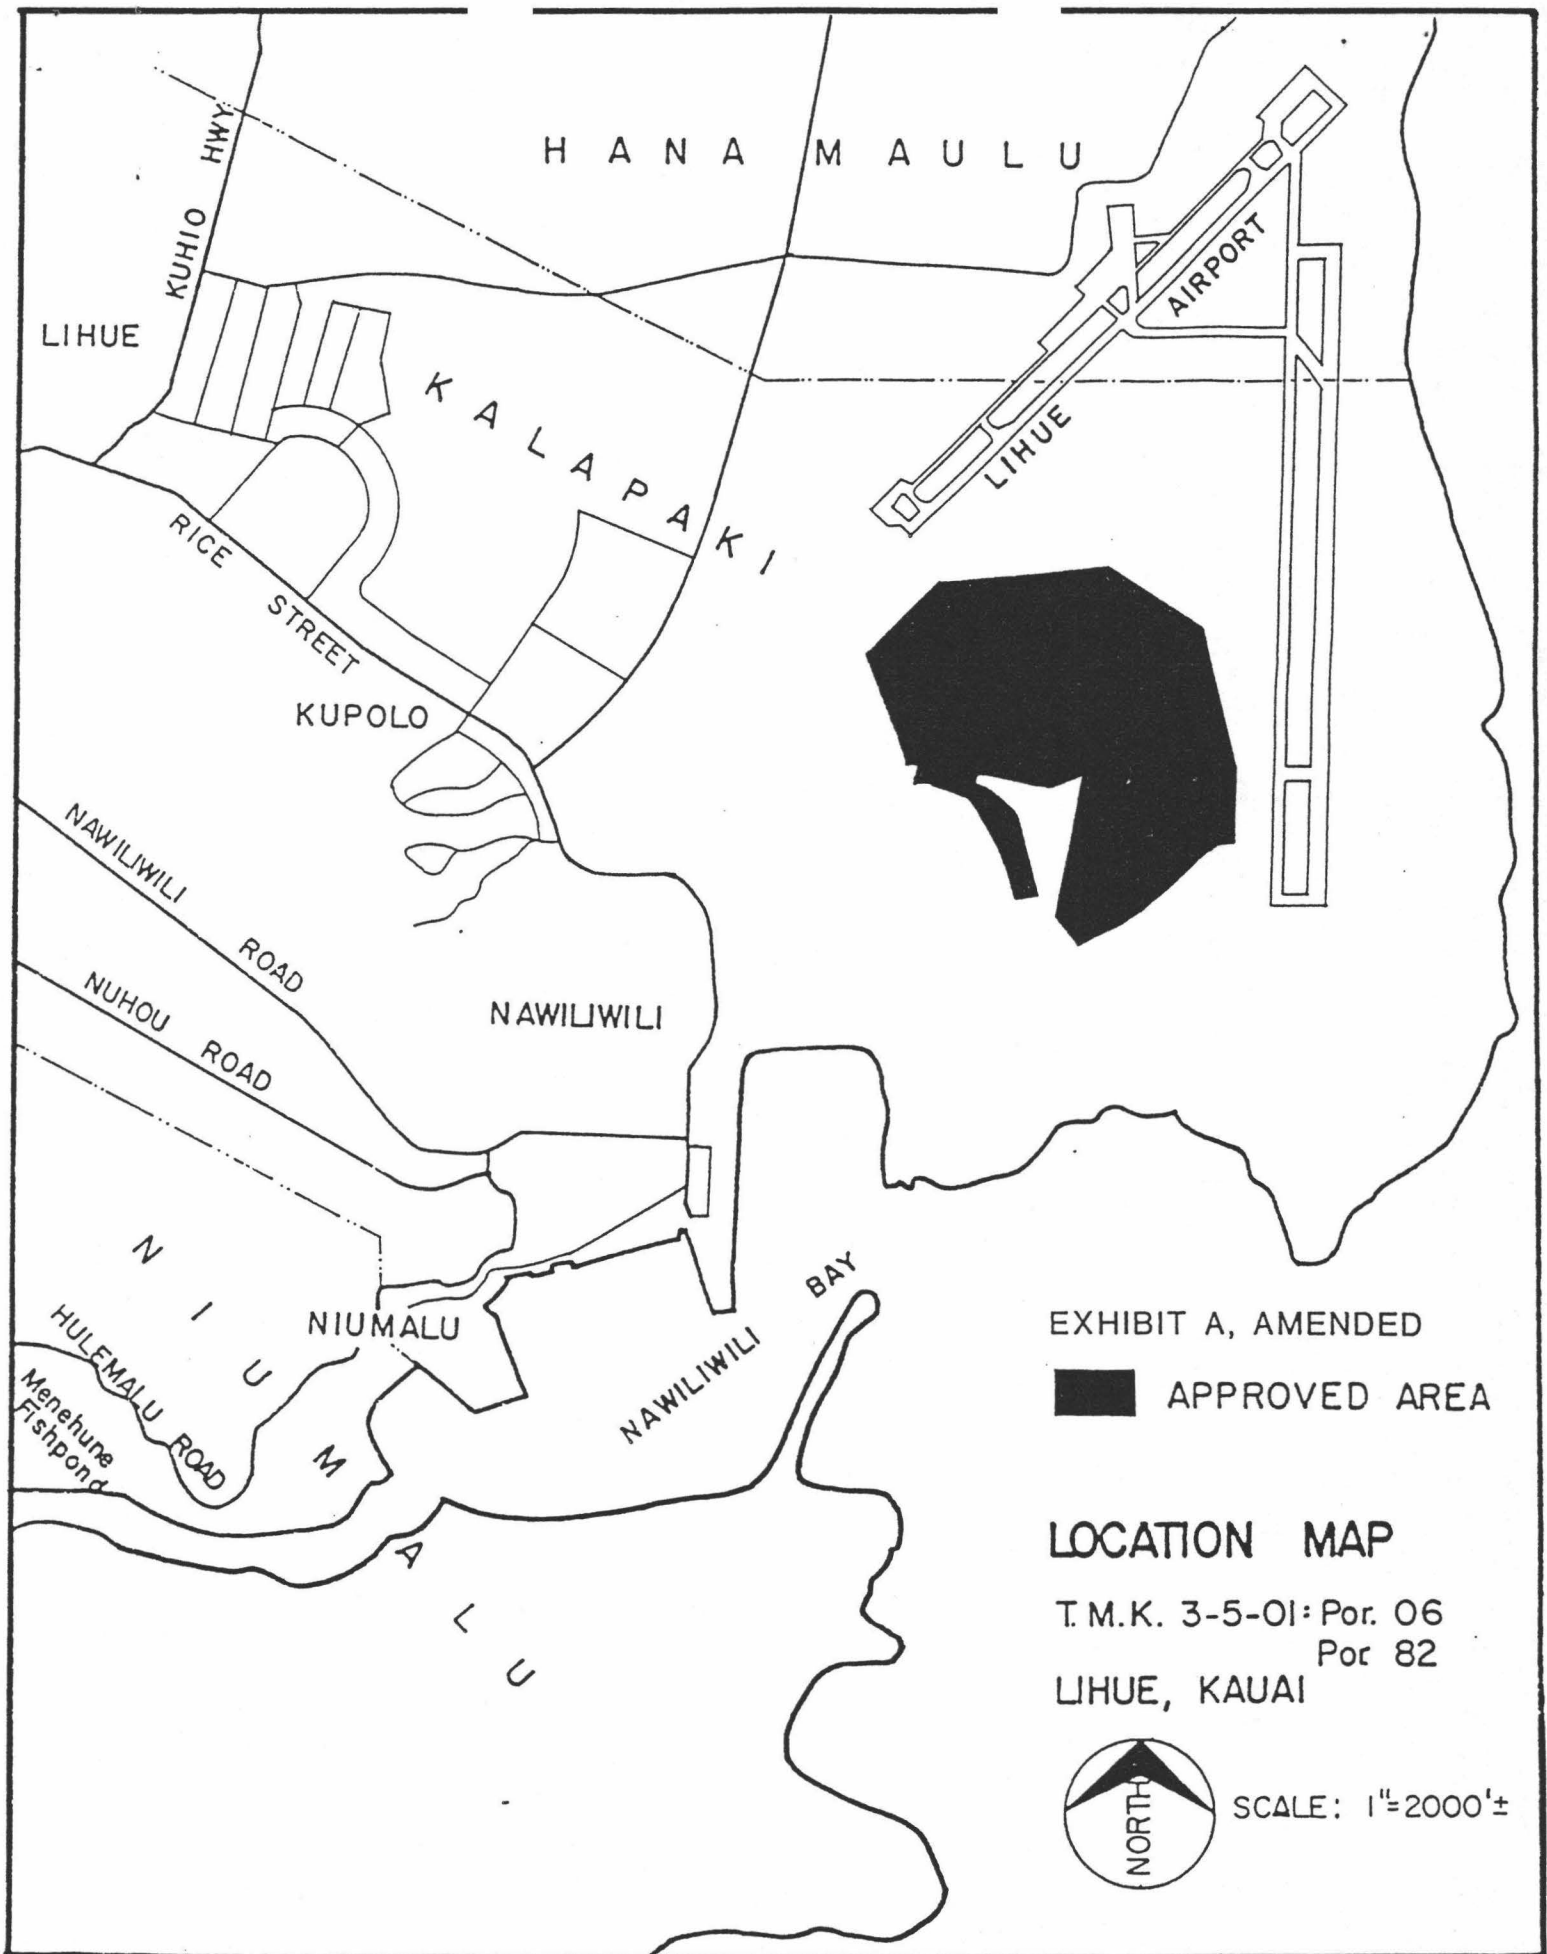 HANA MAULU
KUHIO HWY
LIHUE
AIRPORT
LIHUE
KALAPAKI
RICE STREET
KUPOLO
NAWILIWILI ROAD
NUHOU ROAD
NAWILIWILI
NIUMALU
NIUMALU
HULEMALU ROAD
Menehune
Fishpond
NAWILIWILI BAY
EXHIBIT A, AMENDED
APPROVED AREA
LOCATION MAP
T.M.K. 3-5-01: Por. 06
Por. 82
LIHUE, KAUAI
NORTH
SCALE: 1"=2000'±